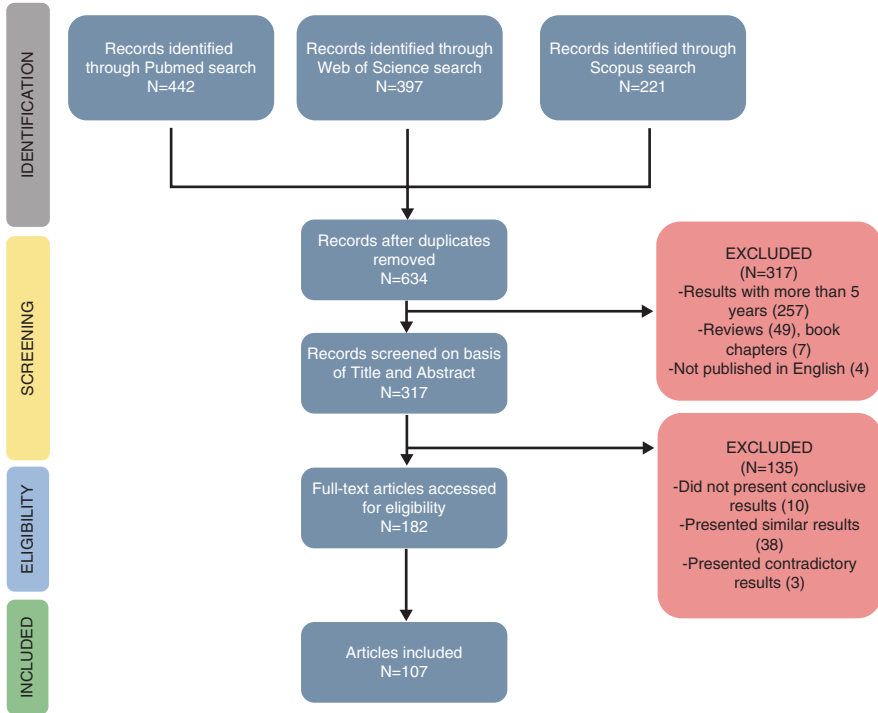 IDENTIFICATION
Records identified
through Pubmed search
N=442
Records identified through
Web of Science search
N=397
Records identified through
Scopus search
N=221
SCREENING
Records after duplicates
removed
N=634
EXCLUDED
(N=317)
-Results with more than 5
years (257)
-Reviews (49), book
chapters (7)
-Not published in English (4)
Records screened on basis
of Title and Abstract
N=317
EXCLUDED
(N=135)
-Did not present conclusive
results (10)
-Presented similar results
(38)
-Presented contradictory
results (3)
ELIGIBILITY
Full-text articles accessed
for eligibility
N=182
INCLUDED
Articles included
N=107